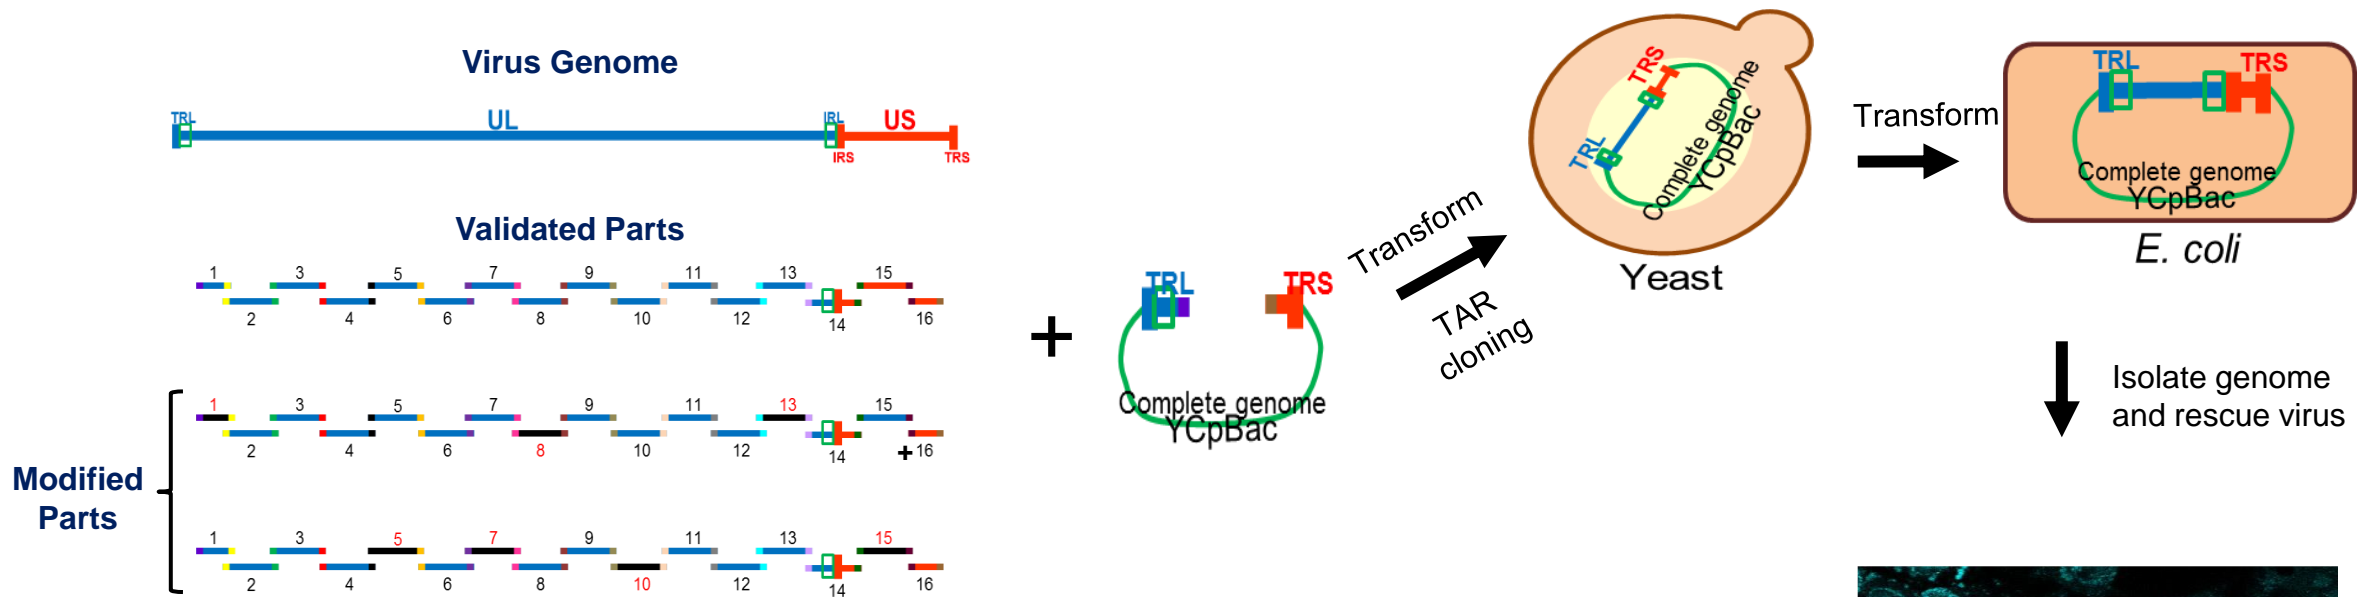 Virus Genome
TRL UL IRL US
IRS TRS
Validated Parts
1 3 5 7 9 11 13 15
2 4 6 8 10 12 14 16
Modified
Parts
1 3 5 7 9 11 13 15
2 4 6 8 10 12 14 +16
1 3 5 7 9 11 13 15
2 4 6 8 10 12 14 16
+
TRL TRS
Complete genome
YCpBac
Transform
TAR
cloning
TRS
TRL
Complete genome
YCpBac
Yeast
Transform
TRL TRS
Complete genome
YCpBac
E. coli
Isolate genome
and rescue virus